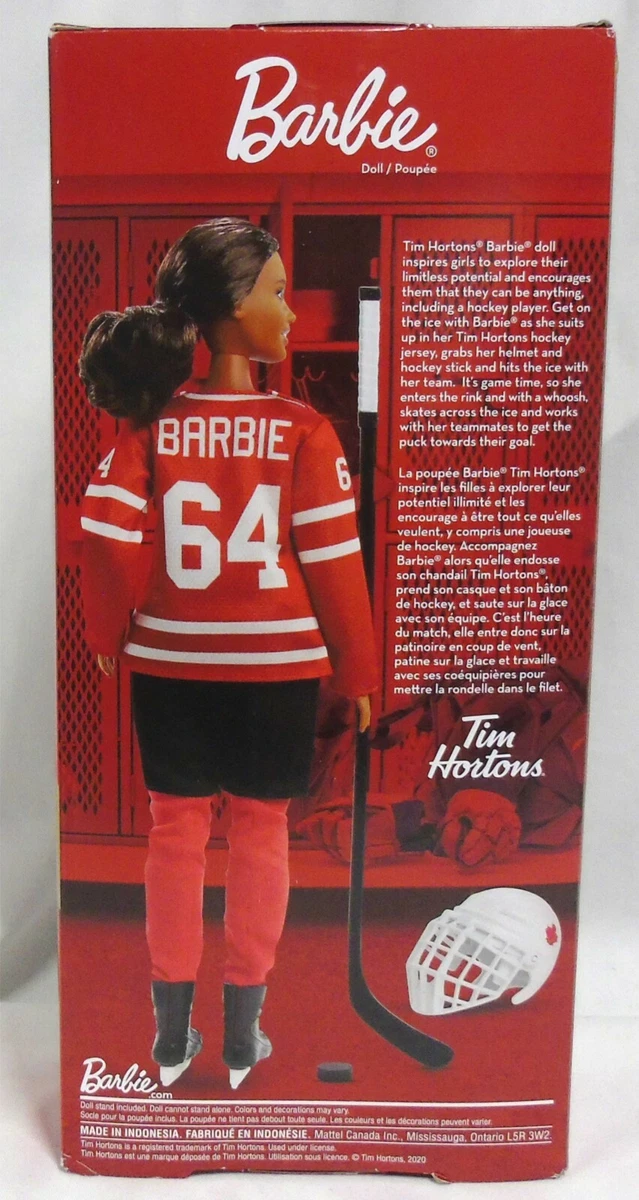 Barbie®
Doll / Poupée
Tim Hortons® Barbie® doll
inspires girls to explore their
limitless potential and encourages
them that they can be anything,
including a hockey player. Get on
the ice with Barbie® as she suits
up in her Tim Hortons hockey
jersey, grabs her helmet and
hockey stick and hits the ice with
her team. It's game time, so she
enters the rink and with a whoosh,
skates across the ice and works
with her teammates to get the
puck towards their goal.
La poupée Barbie® Tim Hortons®
inspire les filles à explorer leur
potentiel illimité et les
encourage à être tout ce qu'elles
veulent, y compris une joueuse
de hockey. Accompagnez
Barbie® alors qu'elle endosse
son chandail Tim Hortons®,
prend son casque et son bâton
de hockey, et saute sur la glace
avec son équipe. C'est l'heure
du match, elle entre donc sur la
patinoire en coup de vent,
patine sur la glace et travaille
avec ses coéquipières pour
mettre la rondelle dans le filet.
BARBIE
4 64 6
Tim
Hortons.
Barbie.com
Doll stand included. Doll cannot stand alone. Colors and decorations may vary.
Socle pour la poupée inclus. La poupée ne tient pas debout toute seule. Les couleurs et les décorations peuvent varier.
MADE IN INDONESIA. FABRIQUÉ EN INDONÉSIE. Mattel Canada Inc., Mississauga, Ontario L5R 3W2.
Tim Hortons is a registered trademark of Tim Hortons. Used under license.
Tim Hortons est une marque déposée de Tim Hortons. Utilisation sous licence. © Tim Hortons, 2020